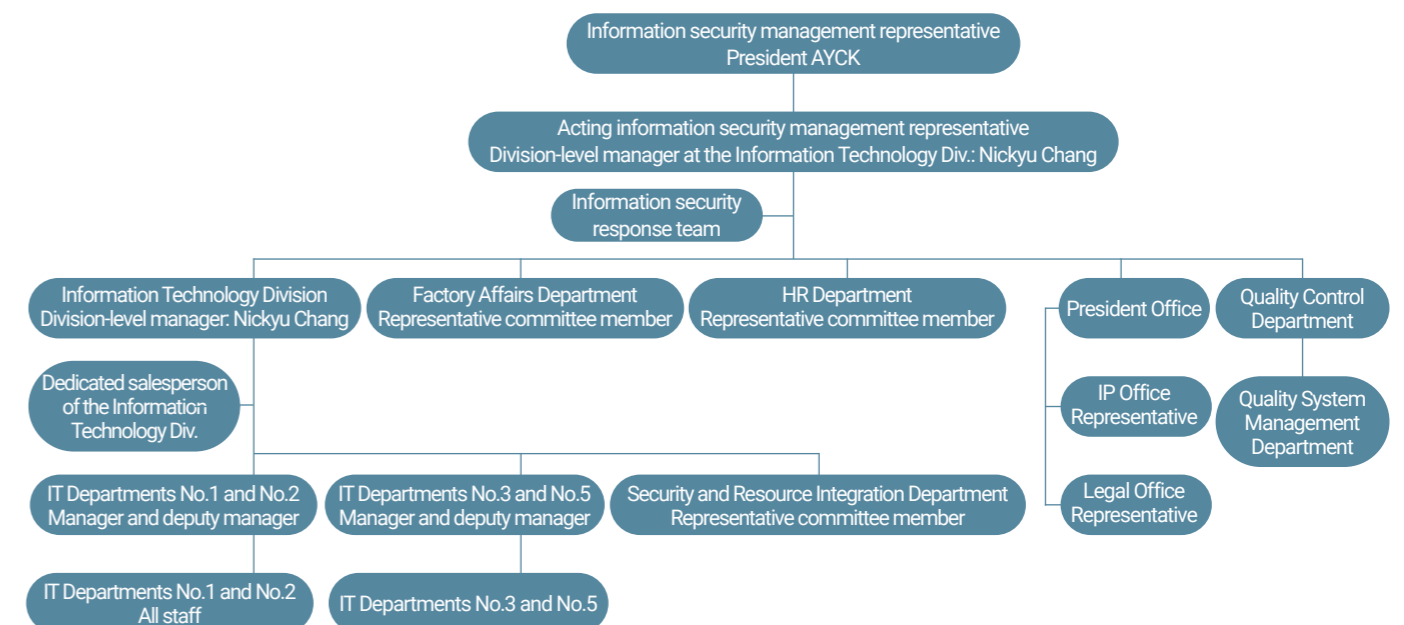 Information security management representative
President AYCK
Acting information security management representative
Division-level manager at the Information Technology Div.: Nickyu Chang
Information security
response team
Information Technology Division
Division-level manager: Nickyu Chang
Factory Affairs Department
Representative committee member
HR Department
Representative committee member
President Office
Quality Control
Department
Dedicated salesperson
of the Information
Technology Div.
IP Office
Representative
Quality System
Management
Department
IT Departments No.1 and No.2
Manager and deputy manager
IT Departments No.3 and No.5
Manager and deputy manager
Security and Resource Integration Department
Representative committee member
Legal Office
Representative
IT Departments No.1 and No.2
All staff
IT Departments No.3 and No.5